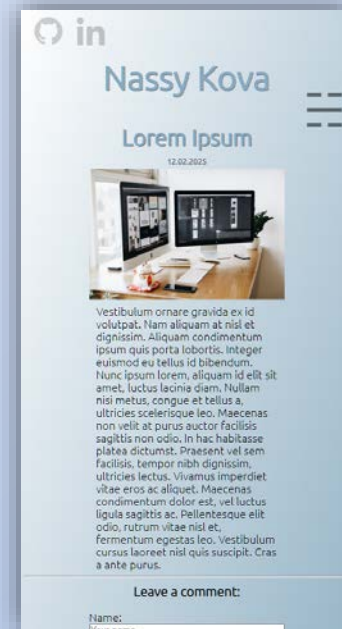 in
Nassy Kova
Lorem Ipsum
12.02.2025
Vestibulum ornare gravida ex id
volutpat. Nam aliquam at nisl et
dignissim. Aliquam condimentum
ipsum quis porta lobortis. Integer
euismod eu tellus id bibendum.
Nunc ipsum lorem, aliquam id elit sit
amet, luctus lacinia diam. Nullam
nisi metus, congue et tellus a,
ultricies scelerisque leo. Maecenas
non velit at purus auctor facilisis
sagittis non odio. In hac habitasse
platea dictumst. Praesent vel sem
facilisis, tempor nibh dignissim,
ultricies lectus. Vivamus imperdiet
vitae eros ac aliquet. Maecenas
condimentum dolor est, vel luctus
ligula sagittis ac. Pellentesque elit
odio, rutrum vitae nisl et,
fermentum egestas leo. Vestibulum
cursus laoreet nisl quis suscipit. Cras
a ante purus.
Leave a comment:
Name: